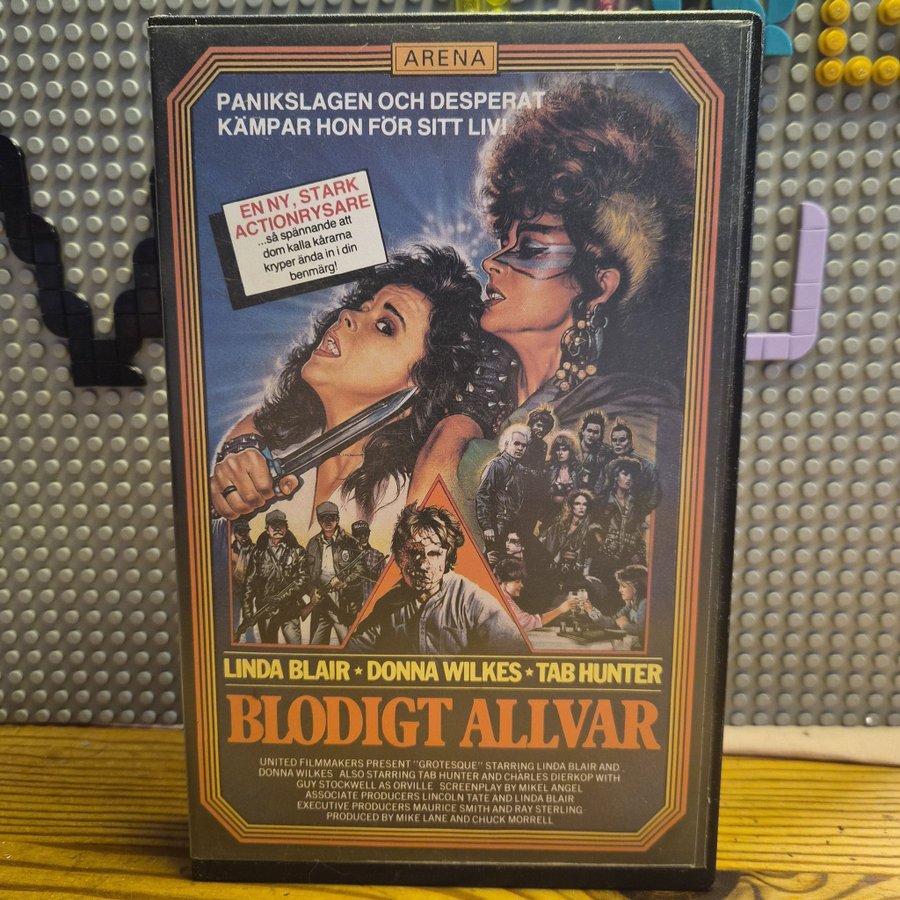 ARENA
PANIKSLAGEN OCH DESPERAT
KÄMPAR HON FÖR SITT LIV!
EN NY, STARK
ACTIONRYSARE
...så spännande att
dom kalla kårarna
kryper ända in i din
benmärg!
LINDA BLAIR ★ DONNA WILKES ★ TAB HUNTER
BLODIGT ALLVAR
UNITED FILMMAKERS PRESENT "GROTESQUE" STARRING LINDA BLAIR AND
DONNA WILKES ALSO STARRING TAB HUNTER AND CHARLES DIERKOP WITH
GUY STOCKWELL AS ORVILLE SCREENPLAY BY MIKEL ANGEL
ASSOCIATE PRODUCERS LINCOLN TATE AND LINDA BLAIR
EXECUTIVE PRODUCERS MAURICE SMITH AND RAY STERLING
PRODUCED BY MIKE LANE AND CHUCK MORRELL